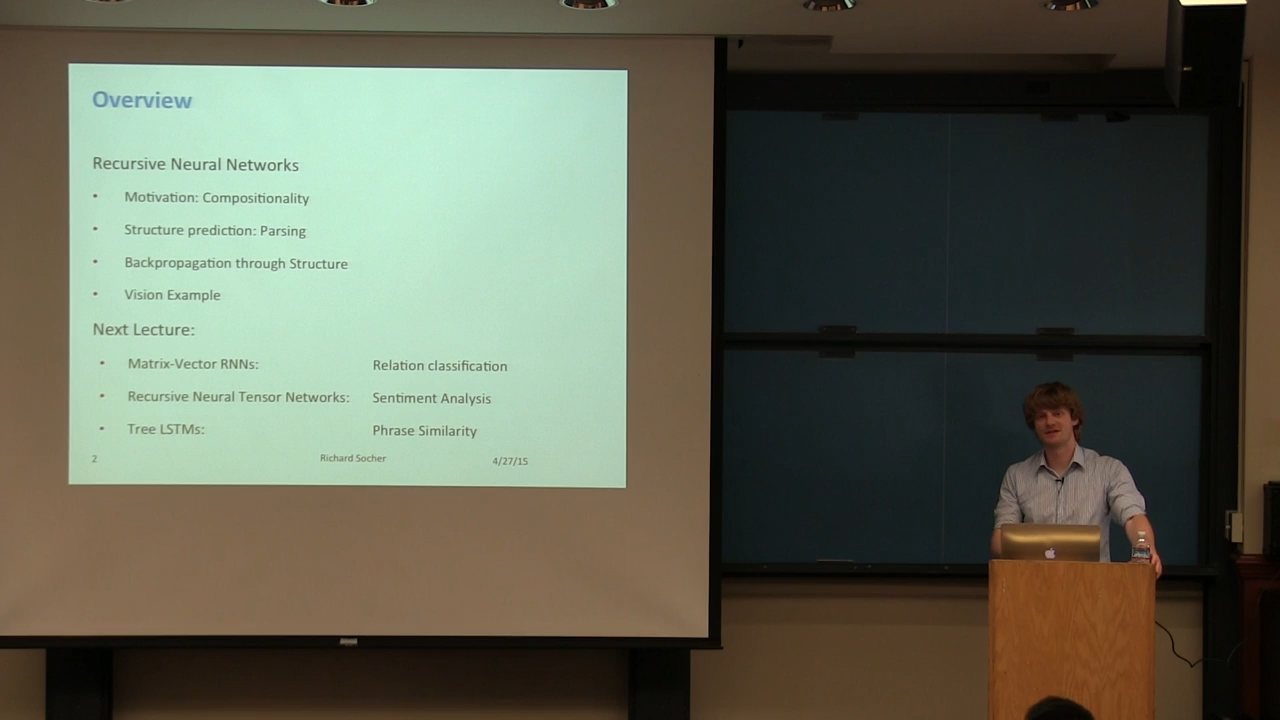 Overview
Recursive Neural Networks
• Motivation: Compositionality
• Structure prediction: Parsing
• Backpropagation through Structure
• Vision Example
Next Lecture:
• Matrix-Vector RNNs: Relation classification
• Recursive Neural Tensor Networks: Sentiment Analysis
• Tree LSTMs: Phrase Similarity
2 Richard Socher 4/27/15